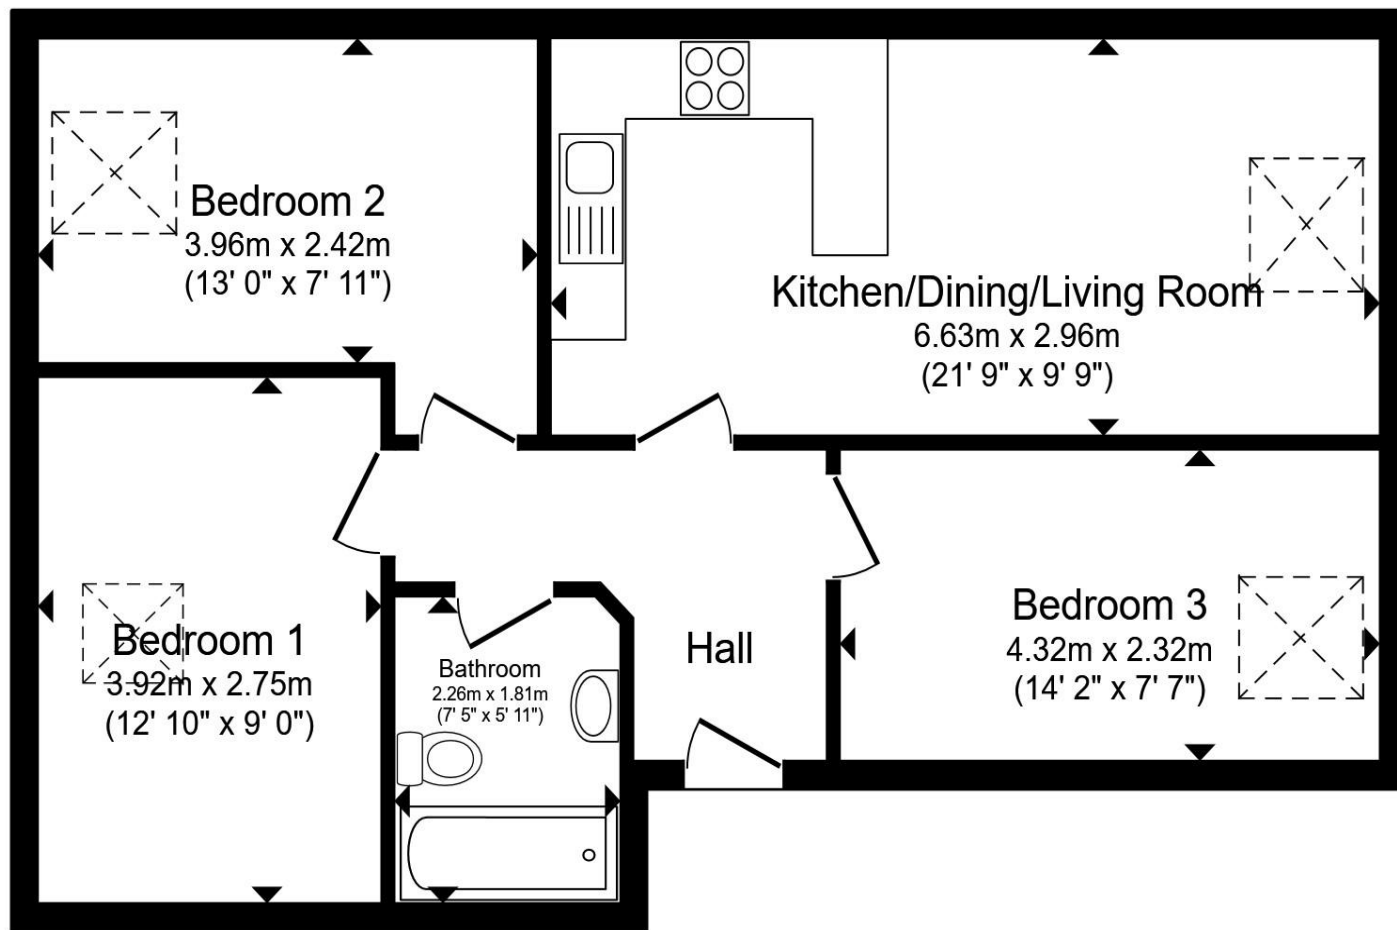 Bedroom 2
3.96m x 2.42m
(13' 0" x 7' 11")
Kitchen/Dining/Living Room
6.63m x 2.96m
(21' 9" x 9' 9")
Bedroom 1
3.92m x 2.75m
(12' 10" x 9' 0")
Bathroom
2.26m x 1.81m
(7' 5" x 5' 11")
Hall
Bedroom 3
4.32m x 2.32m
(14' 2" x 7' 7")